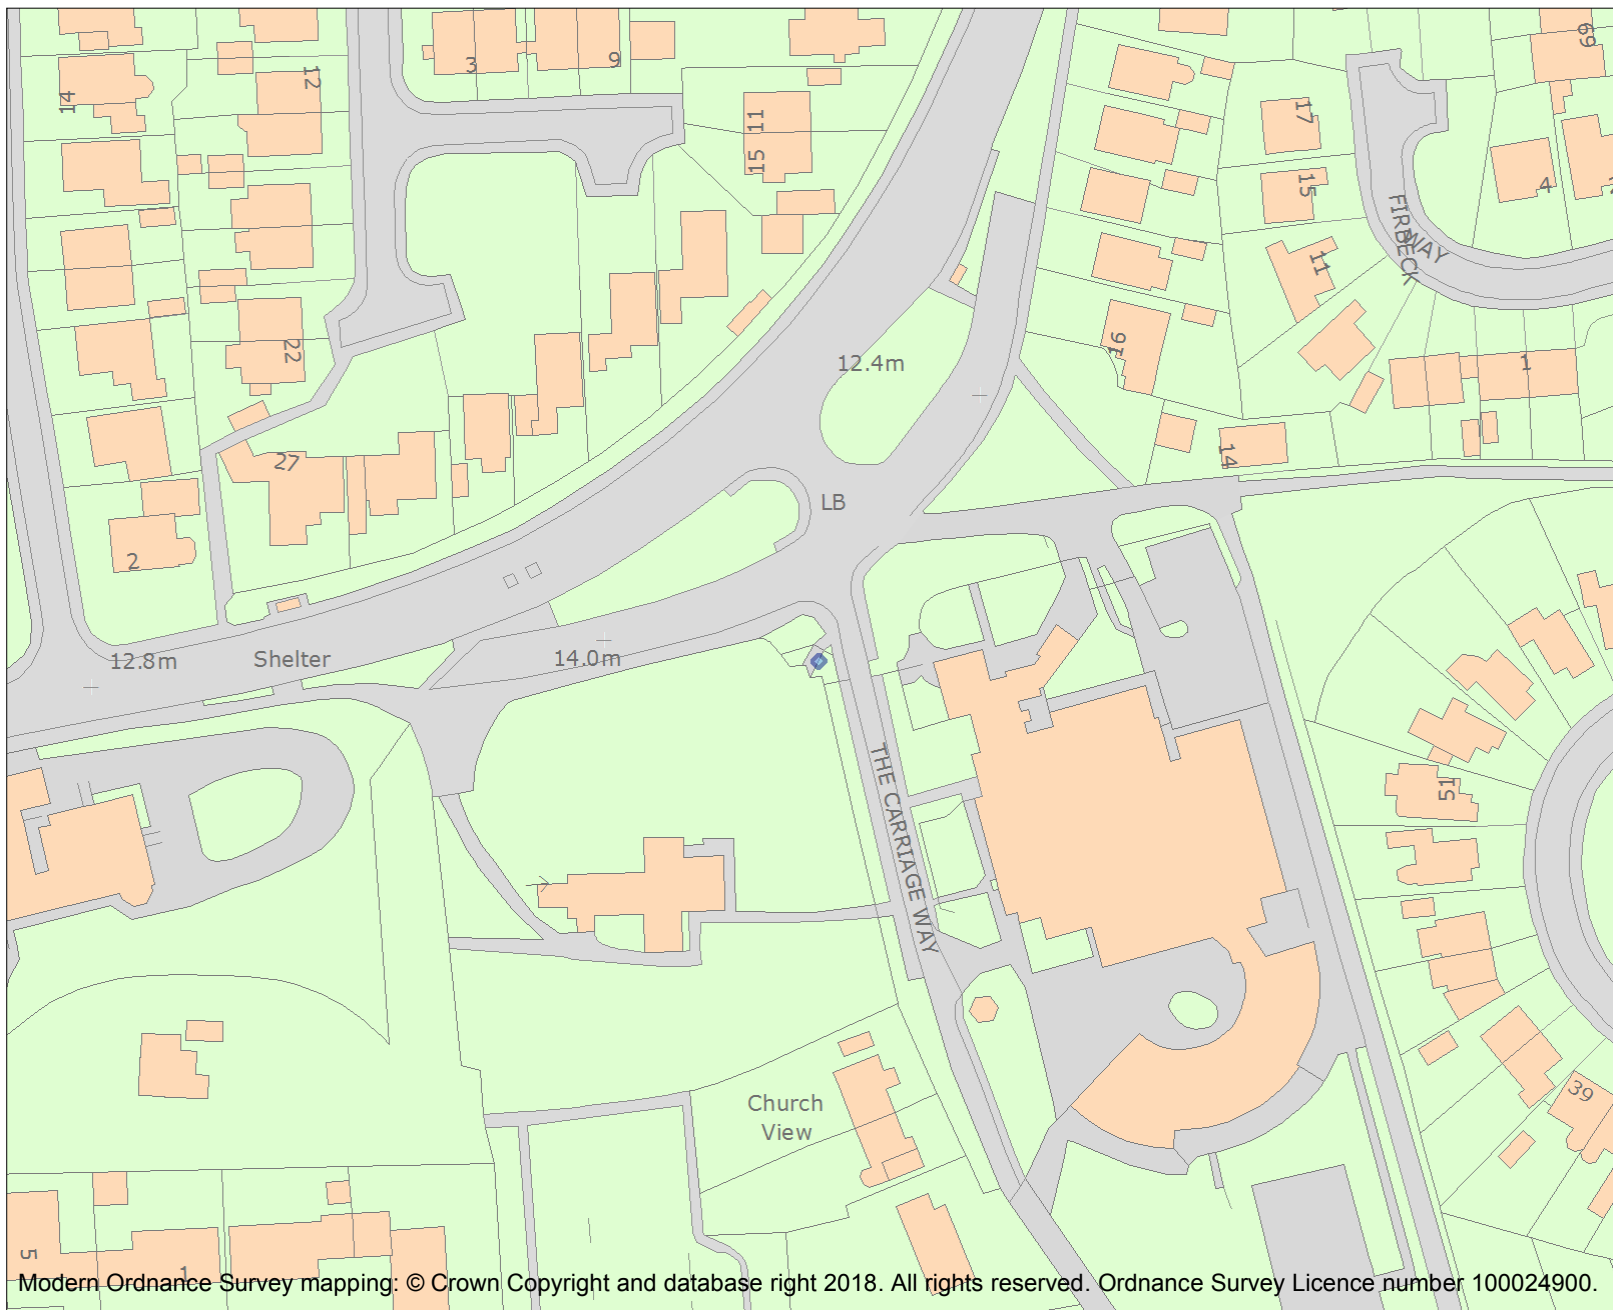 69
3
9
12
14
17
11
15
15
4
FIRBECK
WAY
11
16
12.4m
22
1
14
27
LB
2
12.8m
Shelter
14.0m
THE CARRIAGE WAY
51
39
Church
View
5
1
Modern Ordnance Survey mapping: © Crown Copyright and database right 2018. All rights reserved. Ordnance Survey Licence number 100024900.